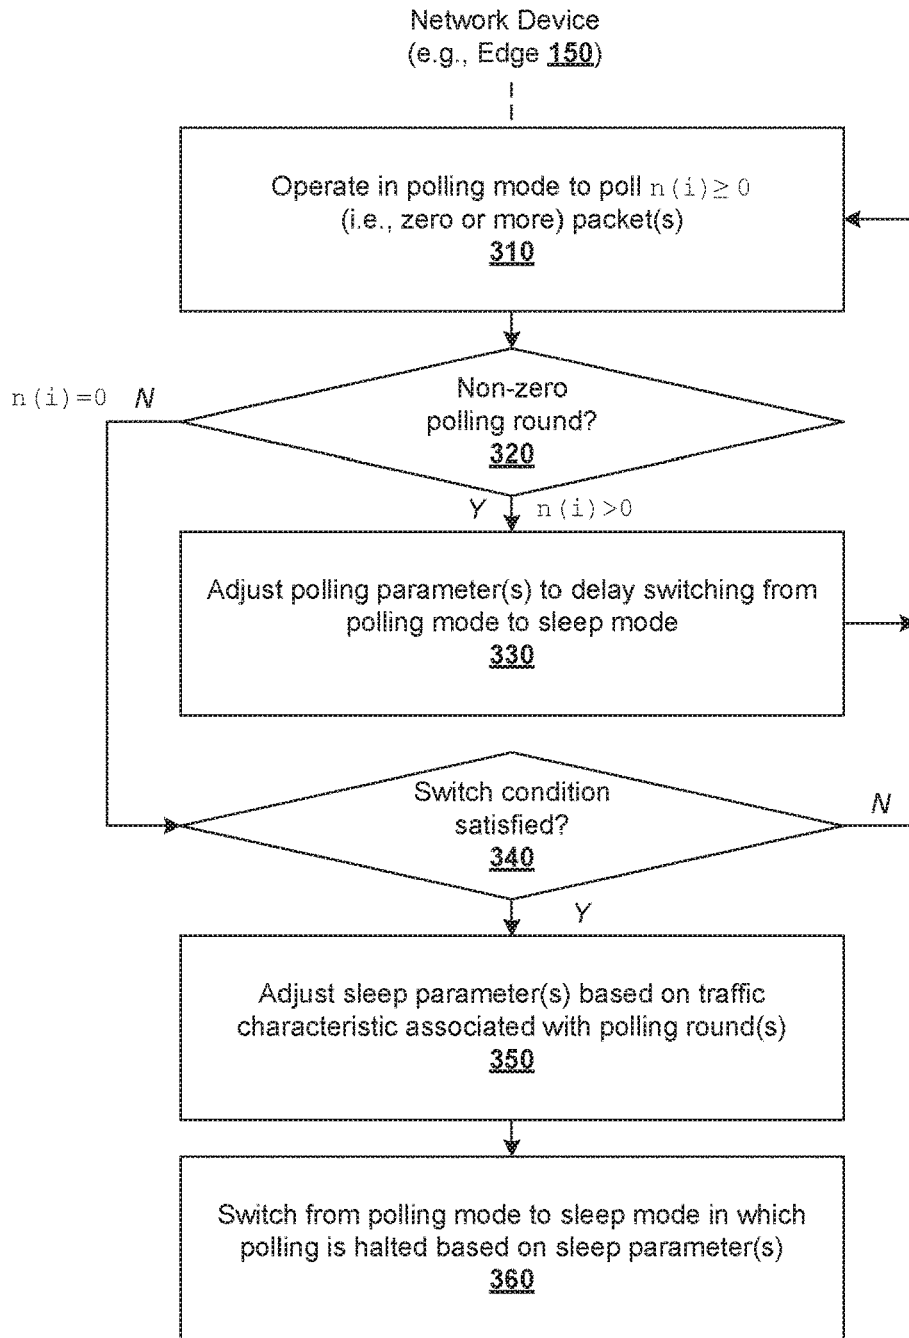 Network Device
(e.g., Edge 150)
Operate in polling mode to poll n(i)≥0
(i.e., zero or more) packet(s)
310
n(i)=0 N
Non-zero
polling round?
320
Y n(i)>0
Adjust polling parameter(s) to delay switching from
polling mode to sleep mode
330
Switch condition
satisfied?
340
N
Y
Adjust sleep parameter(s) based on traffic
characteristic associated with polling round(s)
350
Switch from polling mode to sleep mode in which
polling is halted based on sleep parameter(s)
360